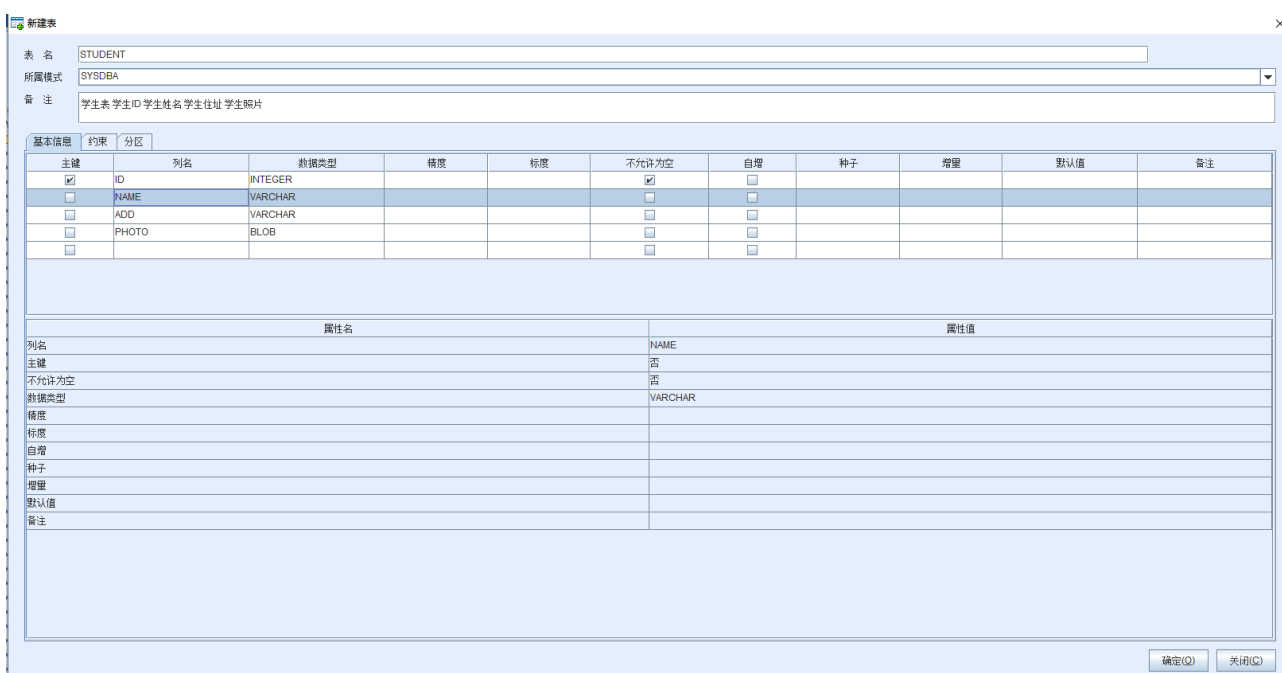 新建表
表 名 STUDENT
所属模式 SYSDBA
备 注 学生表 学生ID 学生姓名 学生住址 学生照片
基本信息 约束 分区
主键 列名 数据类型 精度 标度 不允许为空 自增 种子 增量 默认值 备注
ID INTEGER
NAME VARCHAR
ADD VARCHAR
PHOTO BLOB
属性名 属性值
列名 NAME
主键 否
不允许为空 否
数据类型 VARCHAR
精度
标度
自增
种子
增量
默认值
备注
确定(O) 关闭(C)